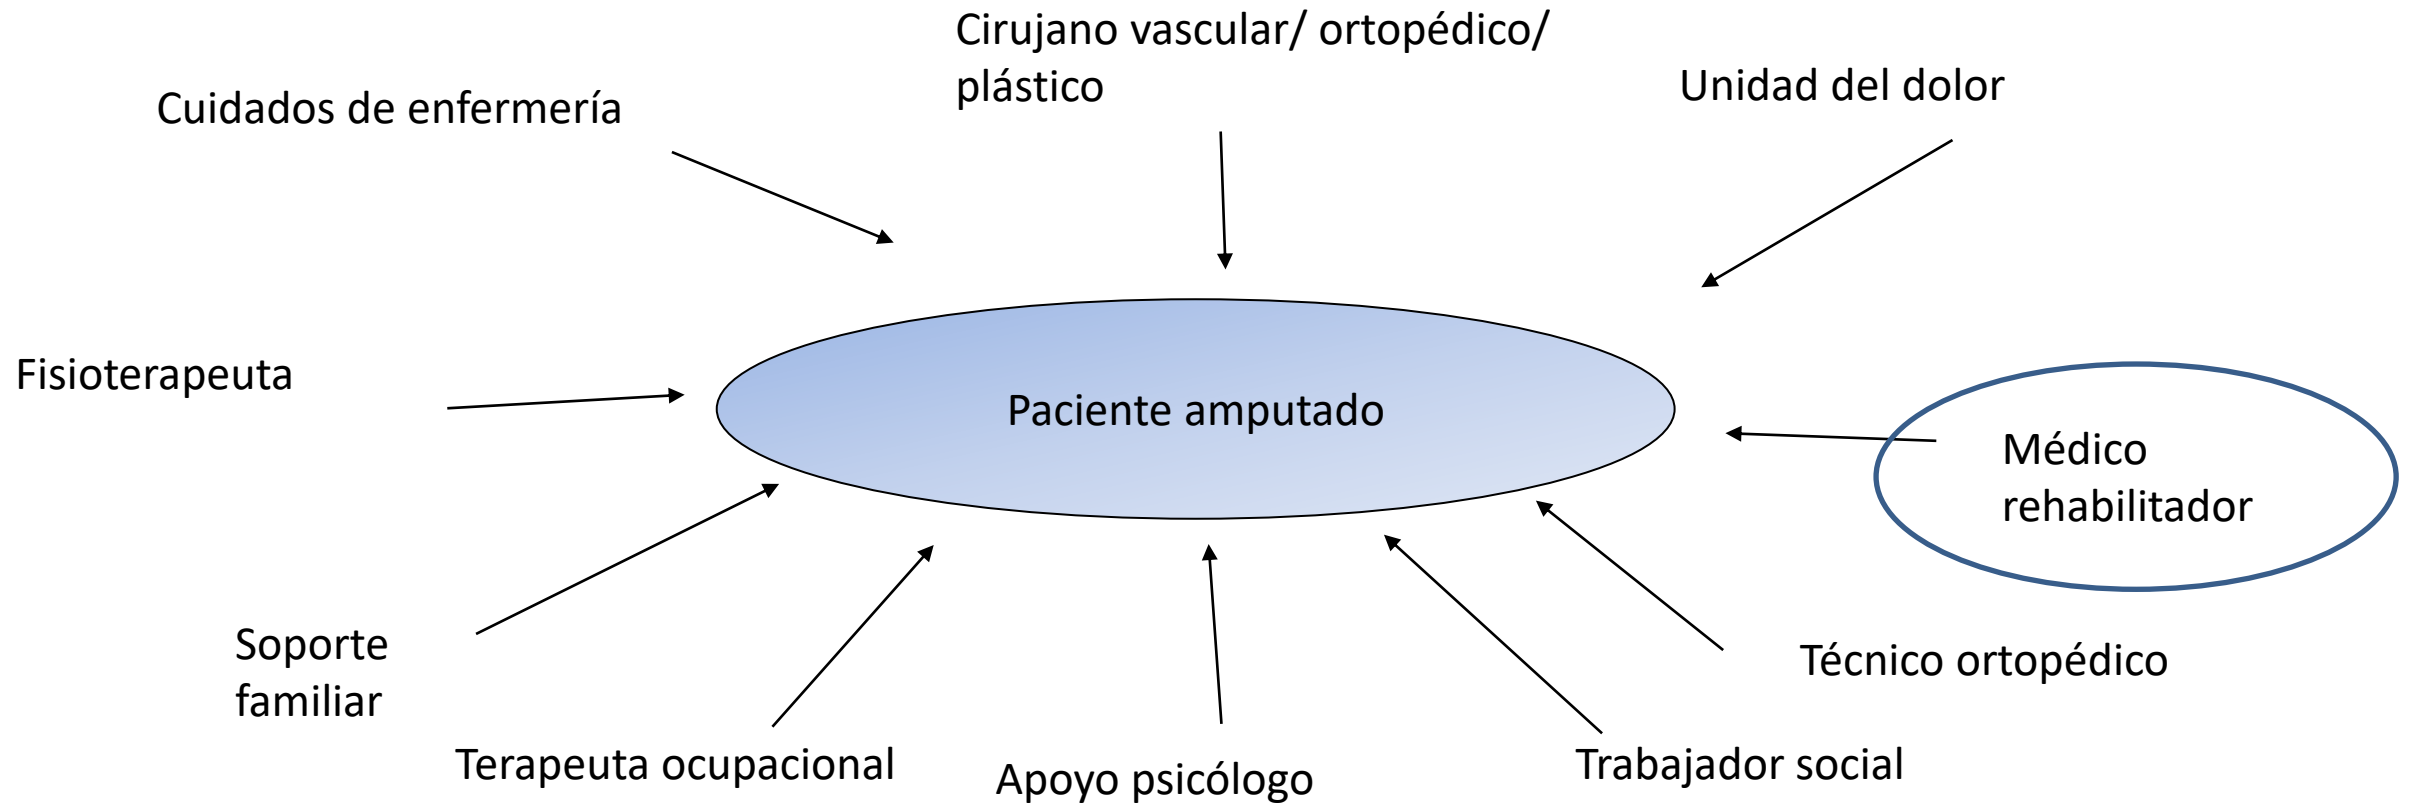 Cirujano vascular/ ortopédico/
plástico
Unidad del dolor
Cuidados de enfermería
Fisioterapeuta
Paciente amputado
Médico
rehabilitador
Soporte
familiar
Técnico ortopédico
Terapeuta ocupacional
Apoyo psicólogo
Trabajador social